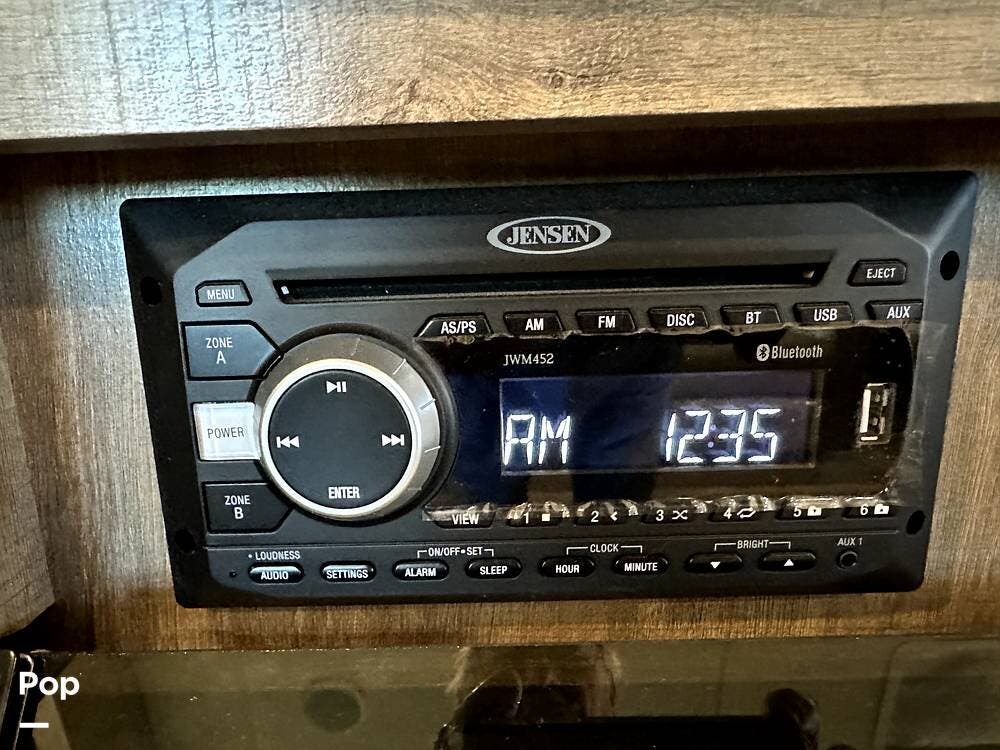 JENSEN
MENU
EJECT
AS/PS AM FM DISC BT USB AUX
ZONE
A
JWM452
Bluetooth
POWER
AM 12:35
ENTER
ZONE
B
VIEW 1 2 3 4 5 6
LOUDNESS
ON/OFF•SET
CLOCK
BRIGHT
AUX 1
AUDIO SETTINGS ALARM SLEEP HOUR MINUTE
Pop